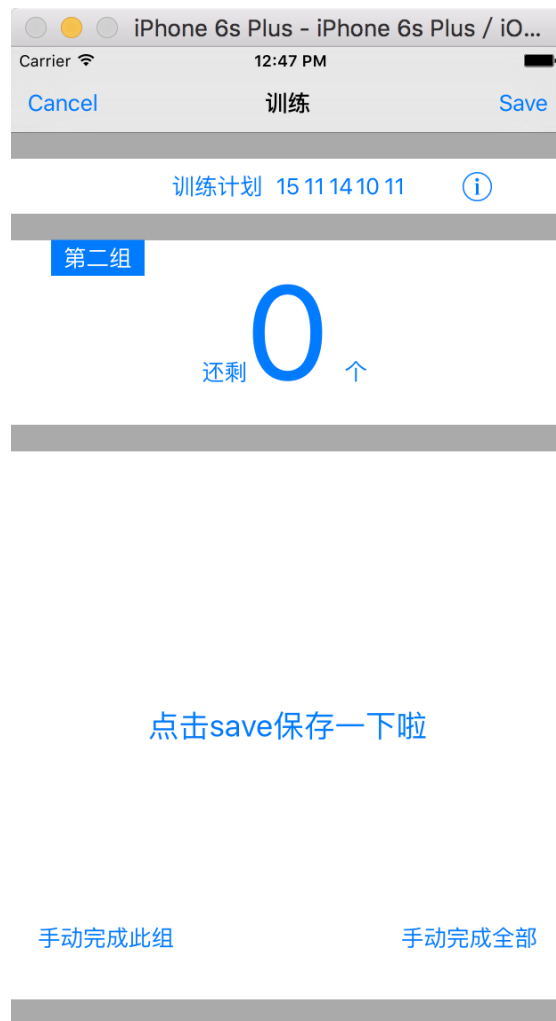 iPhone 6s Plus - iPhone 6s Plus / iO...
Carrier 12:47 PM
Cancel 训练 Save
训练计划 15 11 14 10 11
第二组
还剩 0 个
点击save保存一下啦
手动完成此组 手动完成全部